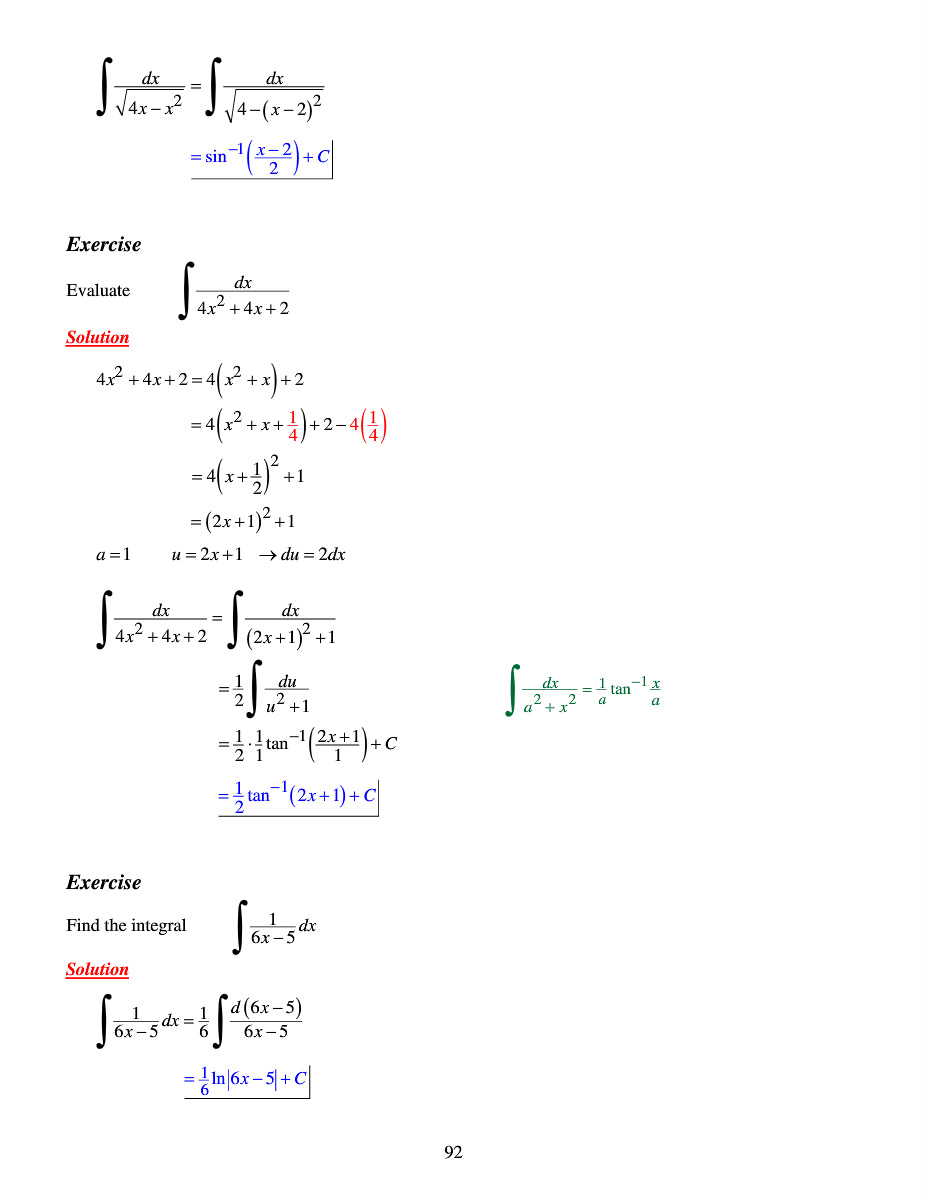 ∫ dx/√(4x − x²) = ∫ dx/√(4 − (x − 2)²)
= sin⁻¹((x − 2)/2) + C
Exercise
Evaluate ∫ dx/(4x² + 4x + 2)
Solution
4x² + 4x + 2 = 4(x² + x) + 2
= 4(x² + x + 1/4) + 2 − 4(1/4)
= 4(x + 1/2)² + 1
= (2x + 1)² + 1
a = 1 u = 2x + 1 → du = 2dx
∫ dx/(4x² + 4x + 2) = ∫ dx/((2x + 1)² + 1)
= 1/2 ∫ du/(u² + 1) ∫ dx/(a² + x²) = 1/a tan⁻¹ x/a
= 1/2 · 1/1 tan⁻¹((2x + 1)/1) + C
= 1/2 tan⁻¹(2x + 1) + C
Exercise
Find the integral ∫ 1/(6x − 5) dx
Solution
∫ 1/(6x − 5) dx = 1/6 ∫ d(6x − 5)/(6x − 5)
= 1/6 ln|6x − 5| + C
92